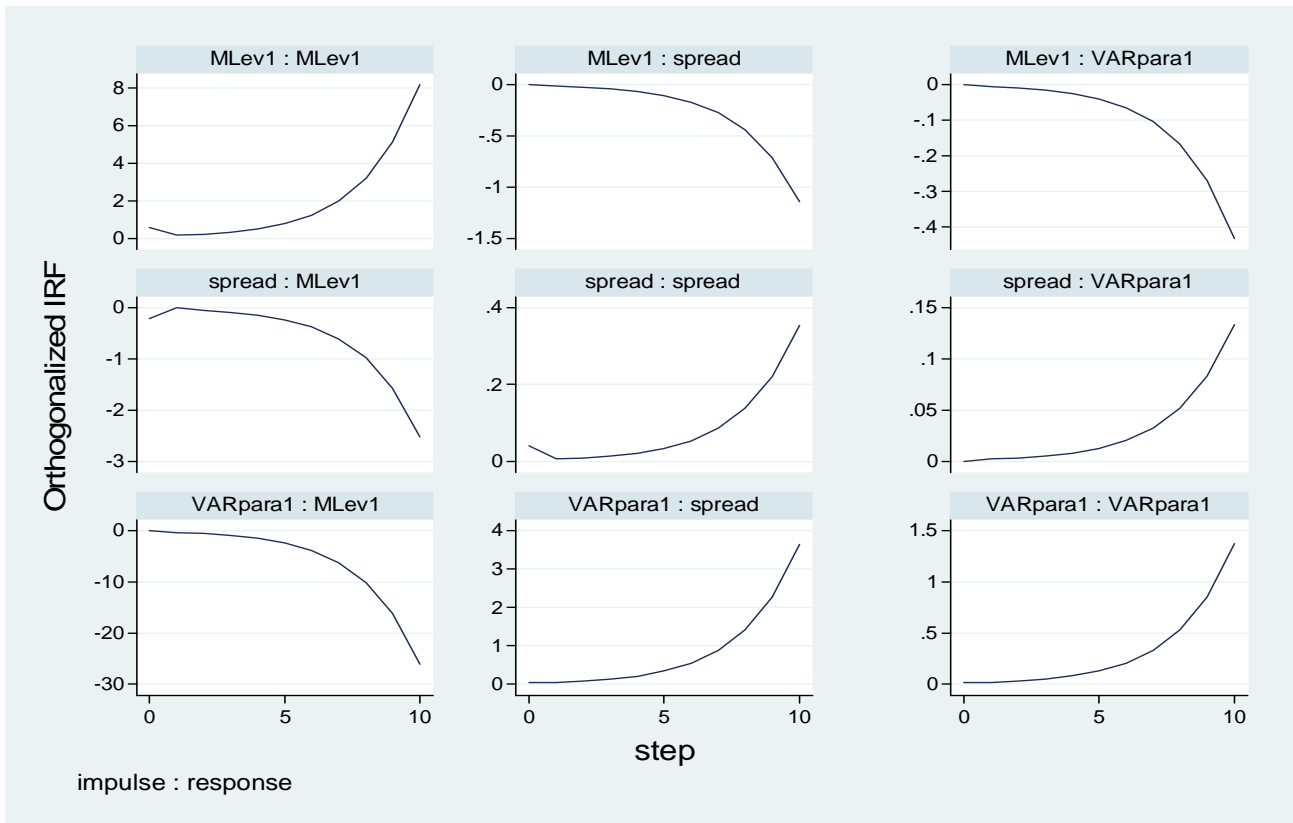 MLev1 : MLev1
MLev1 : spread
MLev1 : VARpara1
8
6
4
2
0
0
-.5
-1
-1.5
0
-.1
-.2
-.3
-.4
spread : MLev1
spread : spread
spread : VARpara1
0
-1
-2
-3
.4
.2
0
.15
.1
.05
0
VARpara1 : MLev1
VARpara1 : spread
VARpara1 : VARpara1
0
-10
-20
-30
4
3
2
1
0
1.5
1
.5
0
0 5 10
0 5 10
0 5 10
Orthogonalized IRF
step
impulse : response